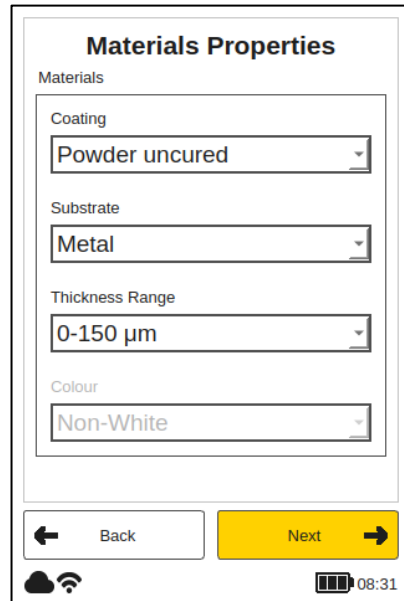 Materials Properties
Materials
Coating
Powder uncured
Substrate
Metal
Thickness Range
0-150 μm
Colour
Non-White
Back
Next
08:31